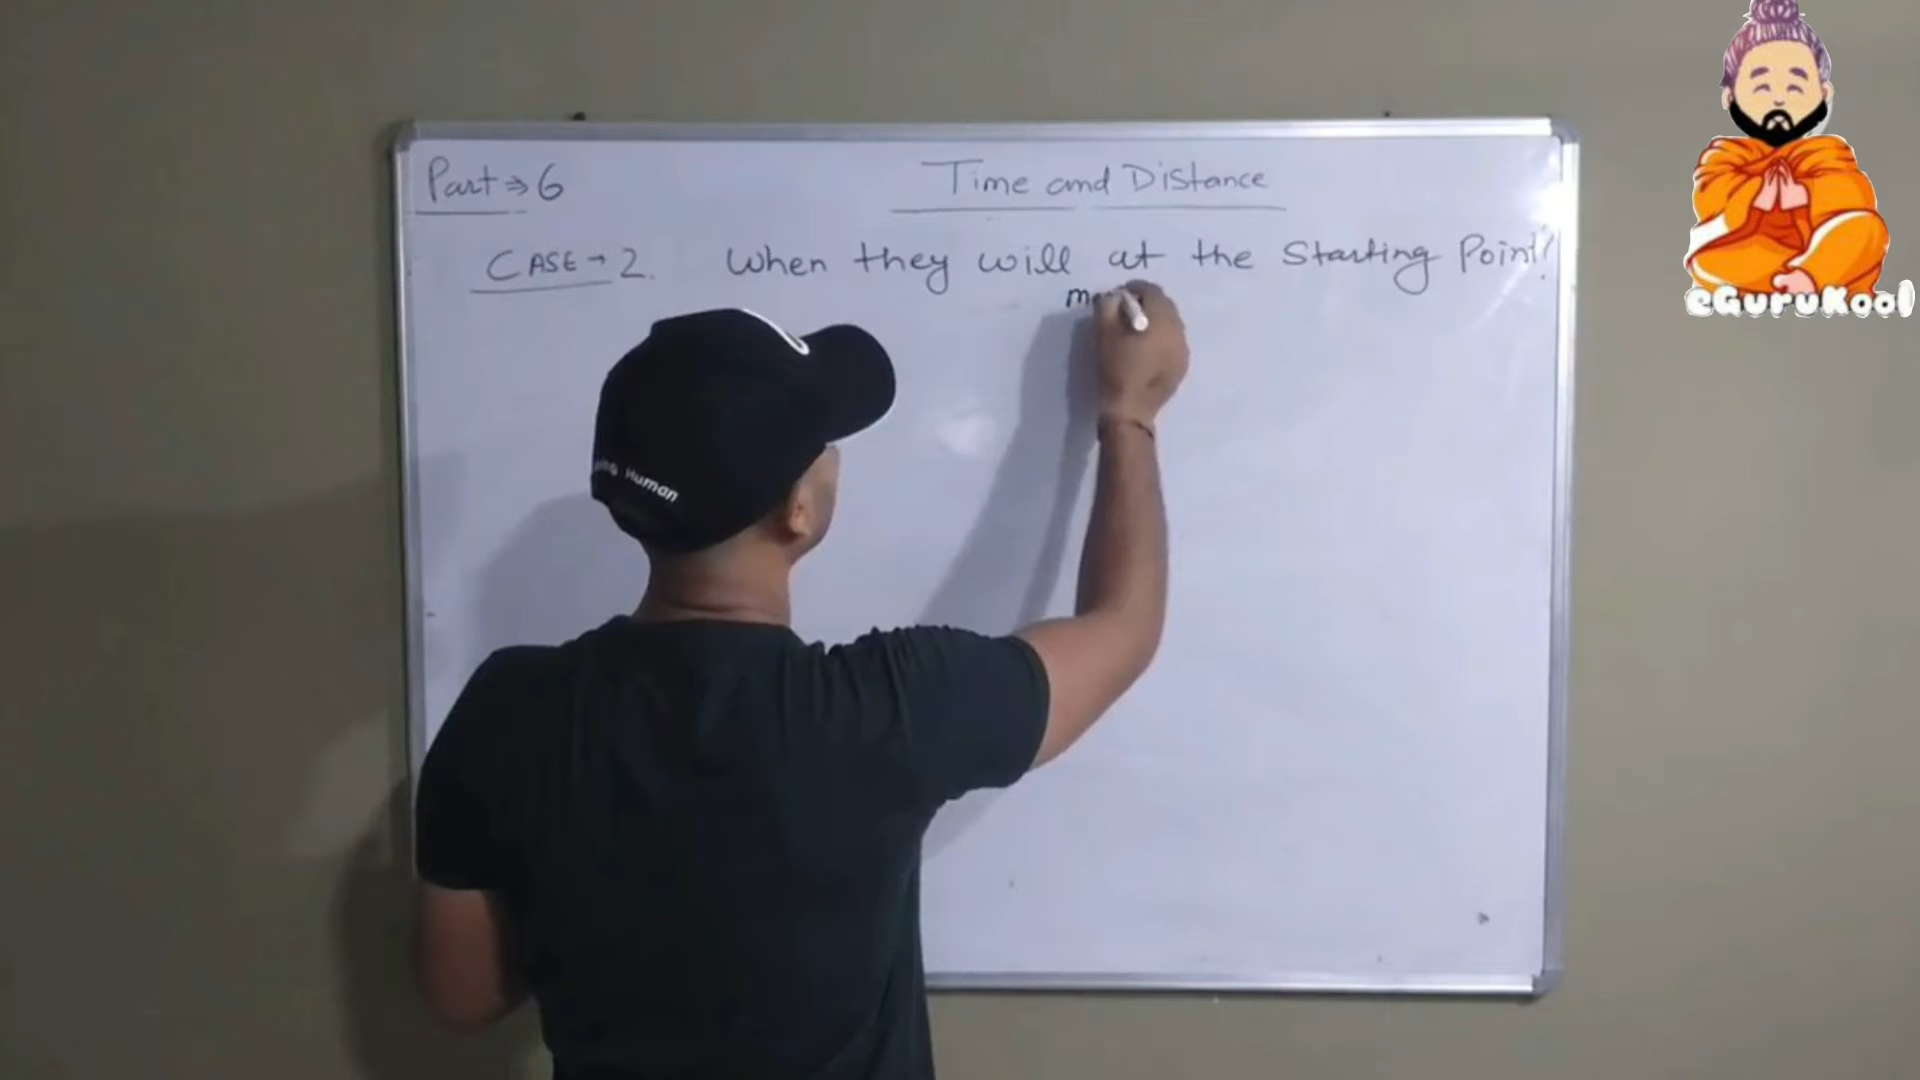 Part ⇒ 6
Time and Distance
CASE → 2. When they will at the Starting Point!
Human
eGuruKool